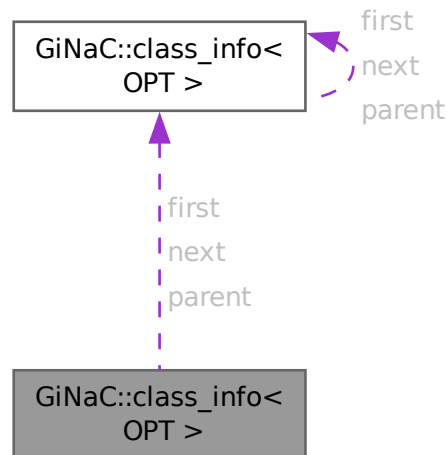 first
GiNaC::class_info<
OPT >
next
parent
first
next
parent
GiNaC::class_info<
OPT >